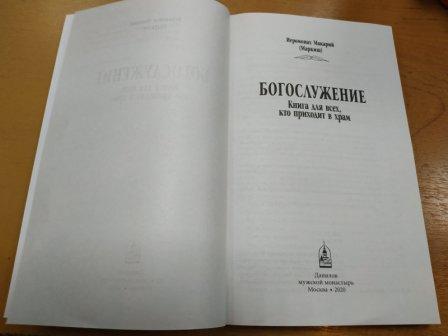 Иеромонах Макарий
(Маркиш)
БОГОСЛУЖЕНИЕ
Книга для всех,
кто приходит в храм
Данилов
мужской монастырь
Москва • 2020